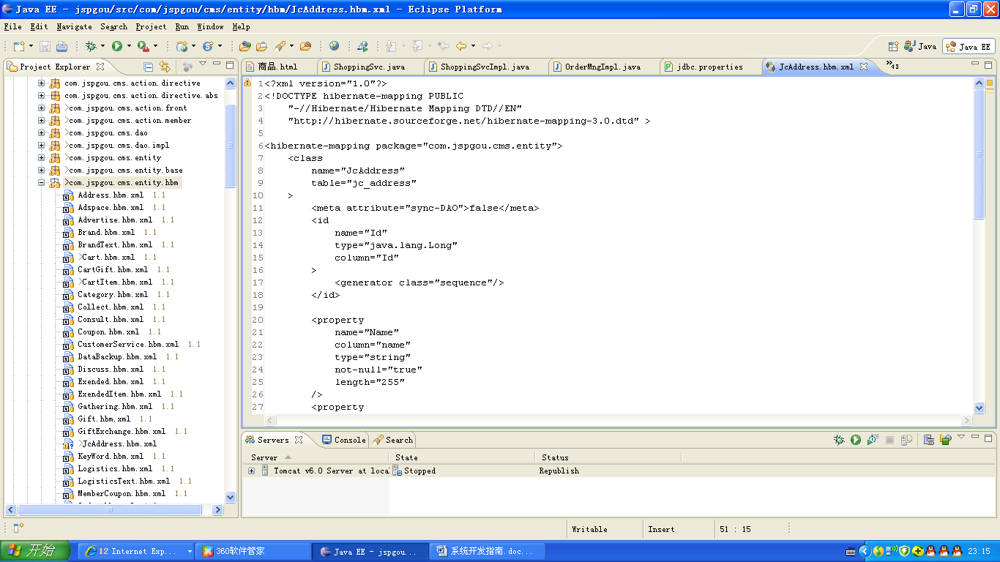 Java EE - jspgou/src/com/jspgou/cms/entity/hbm/JcAddress.hbm.xml - Eclipse Platform
File Edit Navigate Search Project Run Window Help
Java
Java EE
Project Explorer
com.jspgou.cms.action.directive
com.jspgou.cms.action.directive.abs
>com.jspgou.cms.action.front
>com.jspgou.cms.action.member
>com.jspgou.cms.dao
>com.jspgou.cms.dao.impl
>com.jspgou.cms.entity
>com.jspgou.cms.entity.base
>com.jspgou.cms.entity.hbm
Address.hbm.xml 1.1
Adspace.hbm.xml 1.1
Advertise.hbm.xml 1.1
Brand.hbm.xml 1.1
BrandText.hbm.xml 1.1
>Cart.hbm.xml 1.1
CartGift.hbm.xml 1.1
>CartItem.hbm.xml 1.1
Category.hbm.xml 1.1
Collect.hbm.xml 1.1
Consult.hbm.xml 1.1
Coupon.hbm.xml 1.1
CustomerService.hbm.xml 1.1
DataBackup.hbm.xml 1.1
Discuss.hbm.xml 1.1
Exended.hbm.xml 1.1
ExendedItem.hbm.xml 1.1
Gathering.hbm.xml 1.1
Gift.hbm.xml 1.1
GiftExchange.hbm.xml 1.1
>JcAddress.hbm.xml
KeyWord.hbm.xml 1.1
Logistics.hbm.xml 1.1
LogisticsText.hbm.xml 1.1
MemberCoupon.hbm.xml 1.1
商品.html ShoppingSvc.java ShoppingSvcImpl.java OrderMngImpl.java jdbc.properties JcAddress.hbm.xml »43
1 <?xml version="1.0"?>
2 <!DOCTYPE hibernate-mapping PUBLIC
3 "-//Hibernate/Hibernate Mapping DTD//EN"
4 "http://hibernate.sourceforge.net/hibernate-mapping-3.0.dtd" >
5
6 <hibernate-mapping package="com.jspgou.cms.entity">
7 <class
8 name="JcAddress"
9 table="jc_address"
10 >
11 <meta attribute="sync-DAO">false</meta>
12 <id
13 name="Id"
14 type="java.lang.Long"
15 column="Id"
16 >
17 <generator class="sequence"/>
18 </id>
19
20 <property
21 name="Name"
22 column="name"
23 type="string"
24 not-null="true"
25 length="255"
26 />
27 <property
Servers Console Search
Server State Status
Tomcat v6.0 Server at loca Stopped Republish
Writable Insert 51 : 15
开始 12 Internet Exp... 360软件管家 Java EE - jspgou... 系统开发指南.doc... 23:15